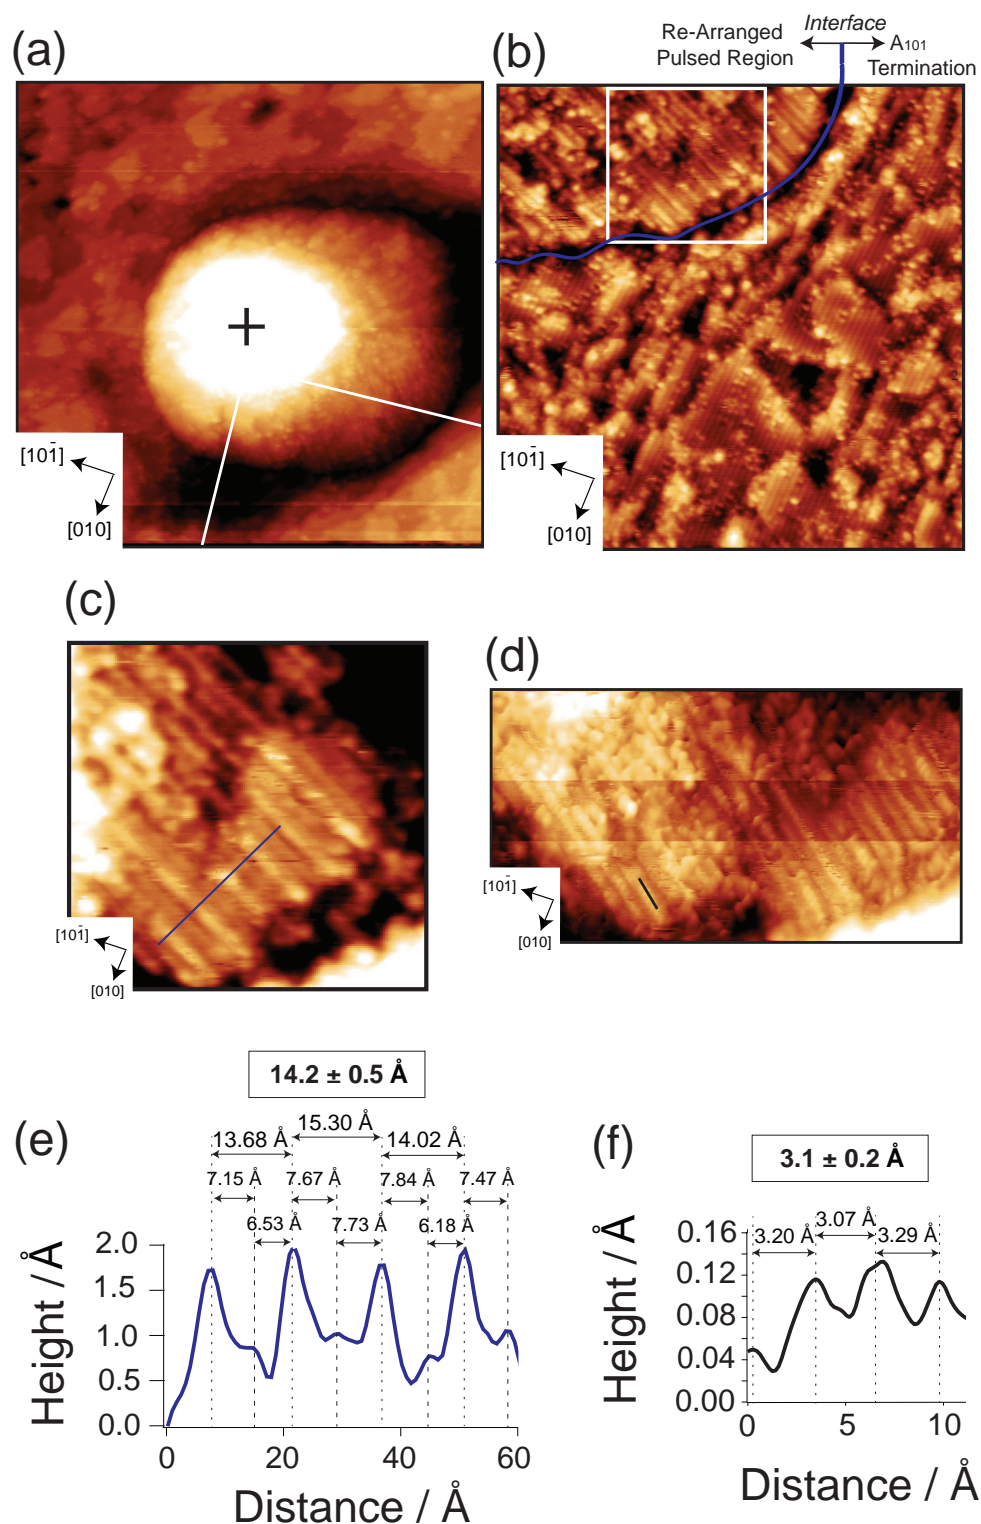 (a)
[101̄]
[010]
(b)
Re-Arranged
Pulsed Region
Interface
A101
Termination
[101̄]
[010]
(c)
[101̄]
[010]
(d)
[101̄]
[010]
(e)
14.2 ± 0.5 Å
15.30 Å
13.68 Å
14.02 Å
7.15 Å
7.67 Å
7.84 Å
7.47 Å
6.53 Å
7.73 Å
6.18 Å
Height / Å
2.0
1.5
1.0
0.5
0.0
0
20
40
60
Distance / Å
(f)
3.1 ± 0.2 Å
3.07 Å
3.20 Å
3.29 Å
Height / Å
0.16
0.12
0.08
0.04
0.00
0
5
10
Distance / Å